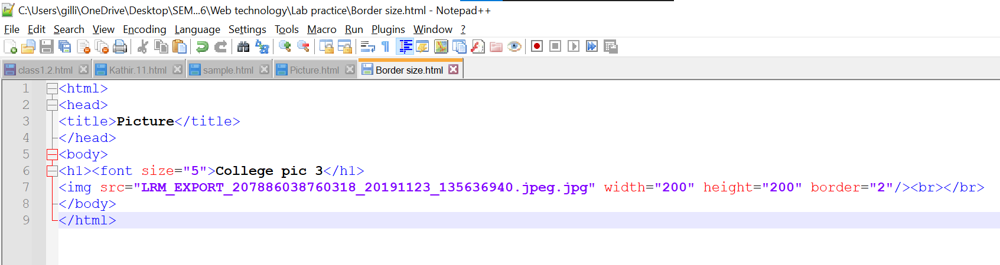 C:\Users\gilli\OneDrive\Desktop\SEM...6\Web technology\Lab practice\Border size.html - Notepad++
File Edit Search View Encoding Language Settings Tools Macro Run Plugins Window ?
class1.2.html Kathir.11.html sample.html Picture.html Border size.html
1 <html>
2 <head>
3 <title>Picture</title>
4 </head>
5 <body>
6 <h1><font size="5">College pic 3</h1>
7 <img src="LRM_EXPORT_207886038760318_20191123_135636940.jpeg.jpg" width="200" height="200" border="2"/><br></br>
8 </body>
9 </html>